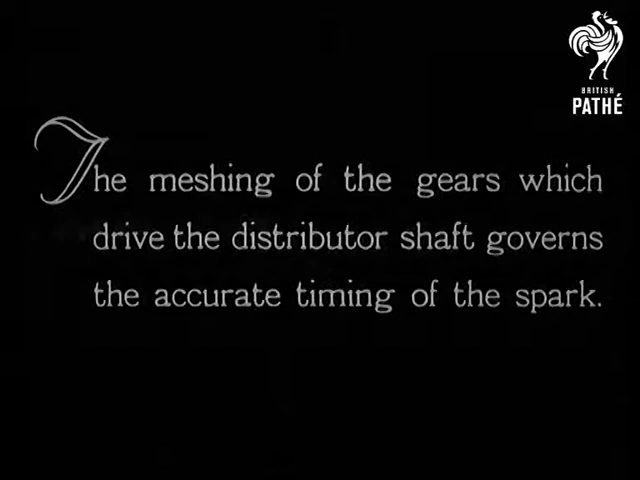 BRITISH
PATHÉ
The meshing of the gears which
drive the distributor shaft governs
the accurate timing of the spark.